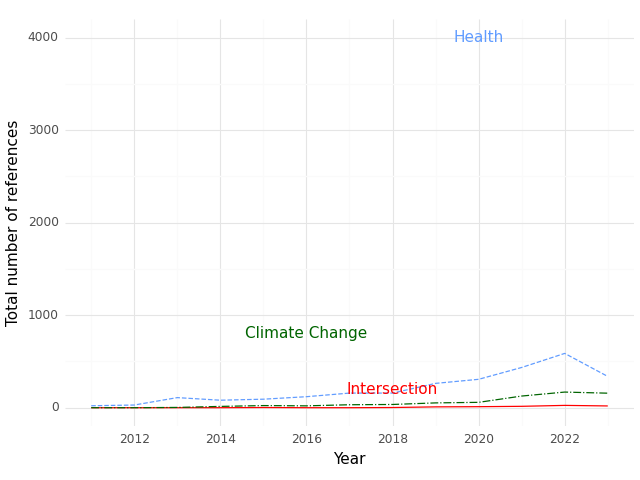 4000
Health
3000
2000
1000
Climate Change
Intersection
0
Total number of references
2012
2014
2016
2018
2020
2022
Year